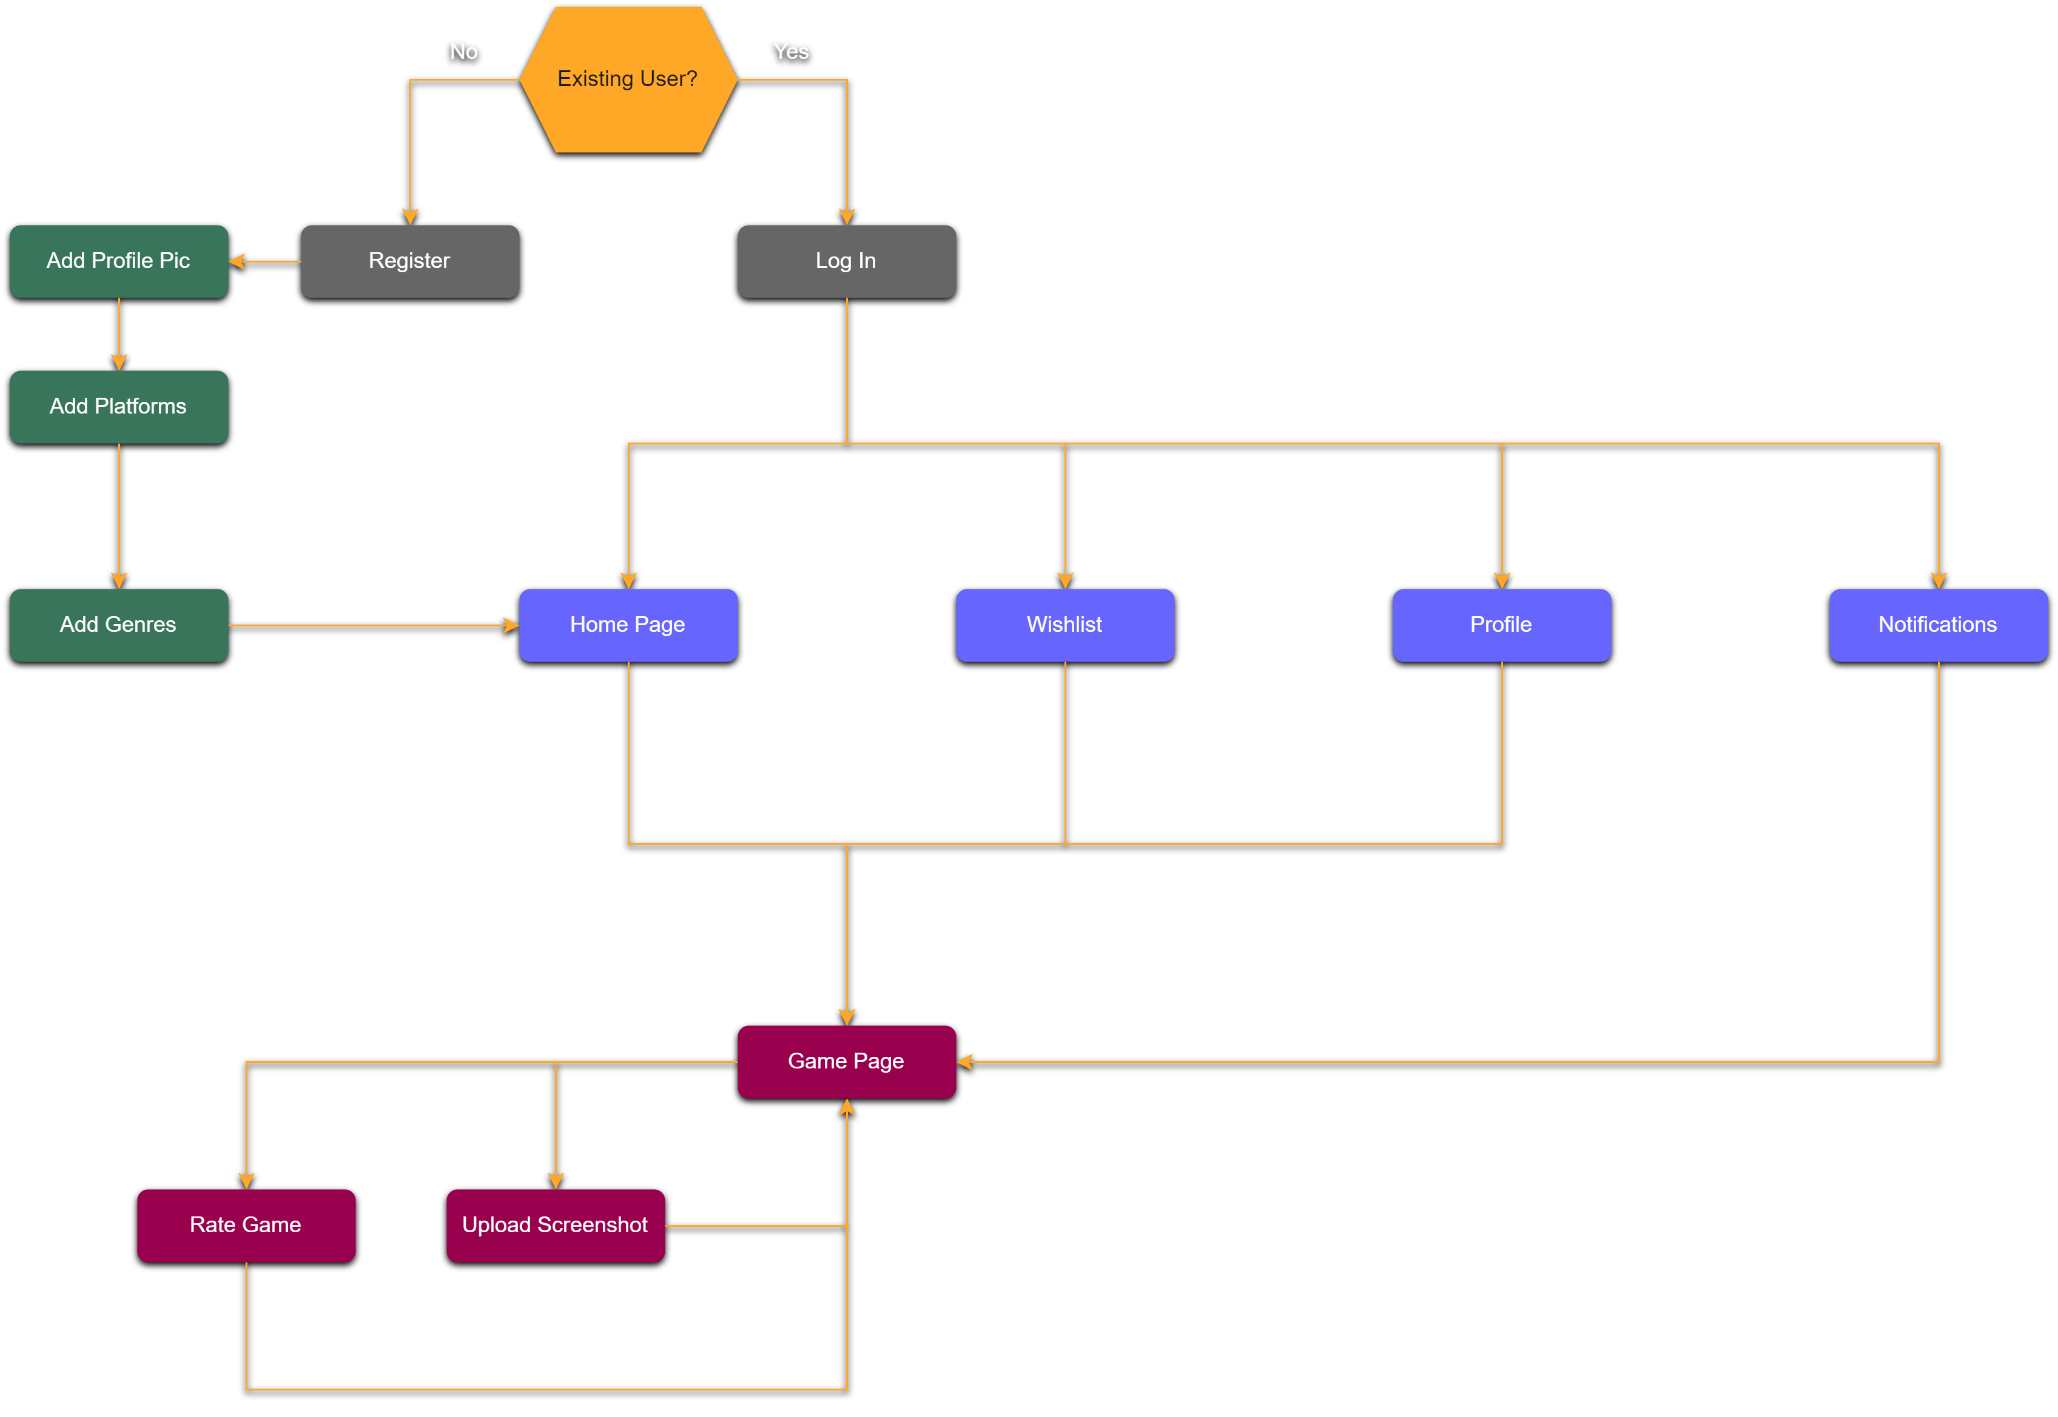 No
Yes
Existing User?
Add Profile Pic
Register
Log In
Add Platforms
Add Genres
Home Page
Wishlist
Profile
Notifications
Game Page
Rate Game
Upload Screenshot